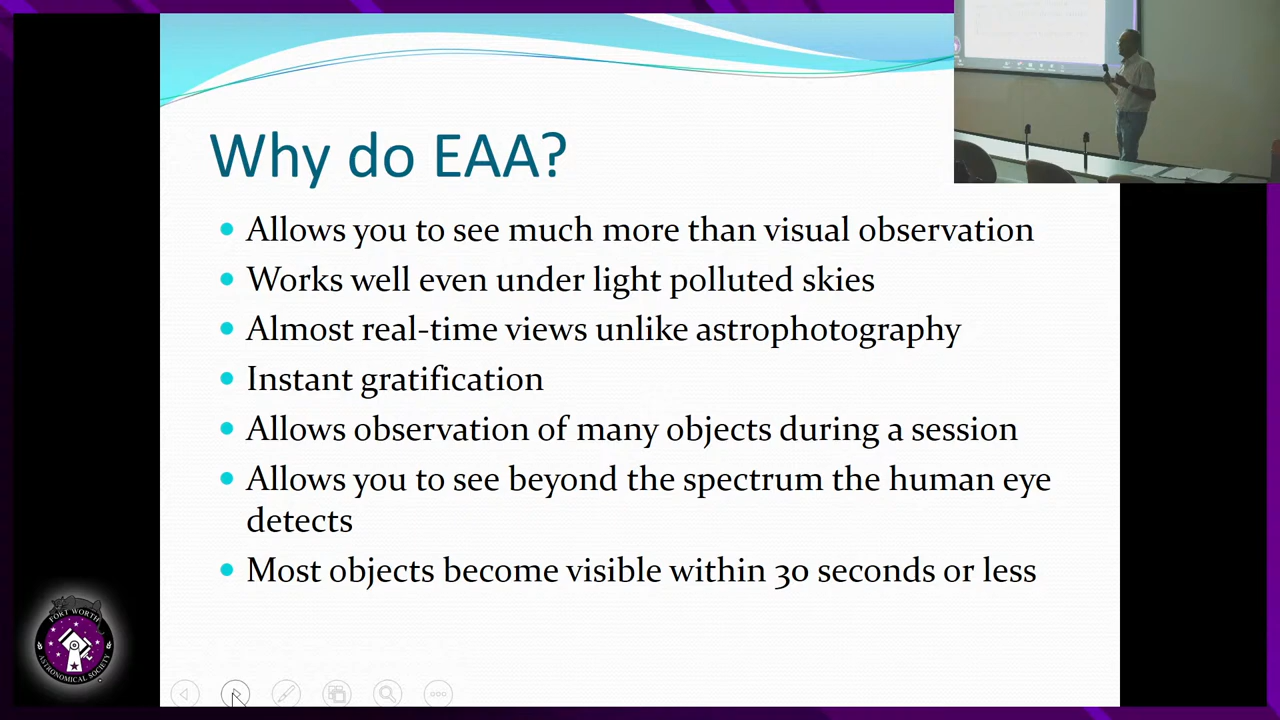 Why do EAA?
Allows you to see much more than visual observation
Works well even under light polluted skies
Almost real-time views unlike astrophotography
Instant gratification
Allows observation of many objects during a session
Allows you to see beyond the spectrum the human eye
detects
Most objects become visible within 30 seconds or less
FORT WORTH
ASTRONOMICAL SOCIETY